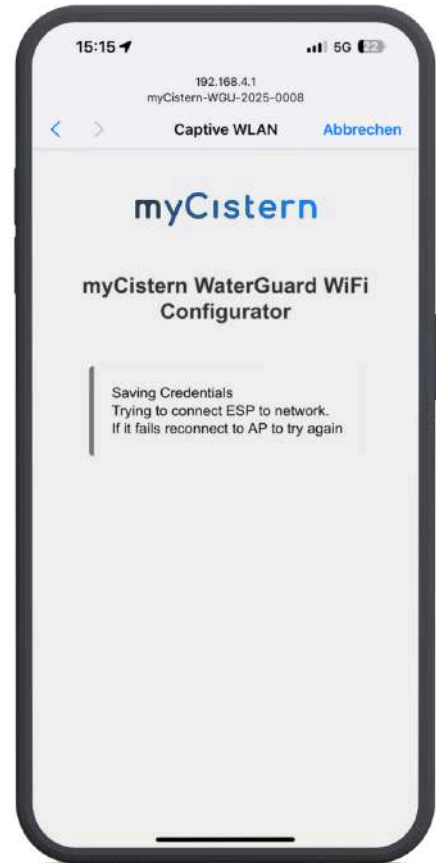 15:15
5G 22
192.168.4.1
myCistern-WGU-2025-0008
Captive WLAN Abbrechen
myCistern
myCistern WaterGuard WiFi
Configurator
Saving Credentials
Trying to connect ESP to network.
If it fails reconnect to AP to try again